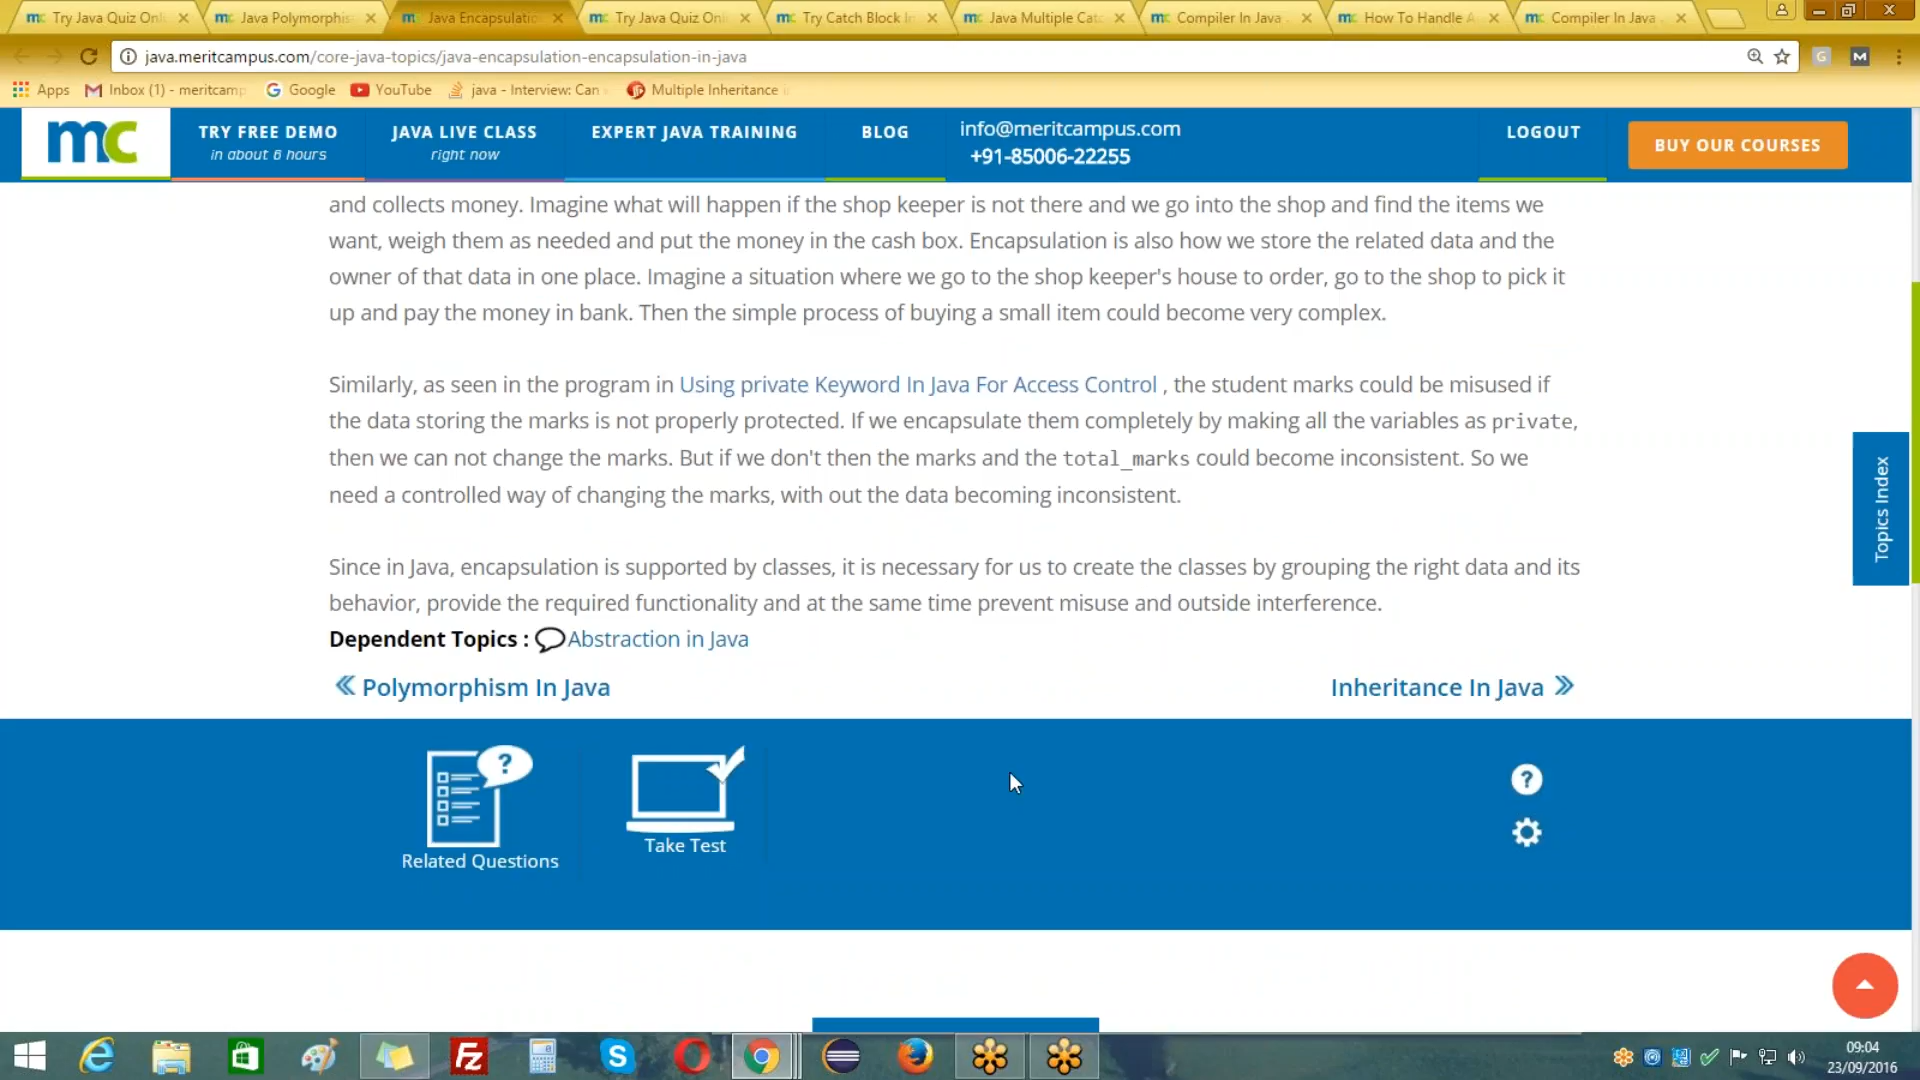 Try Java Quiz Onl
Java Polymorphis
Java Encapsulatio
Try Java Quiz Onl
Try Catch Block I
Java Multiple Cat
Compiler In Java
How To Handle A
Compiler In Java
java.meritcampus.com/core-java-topics/java-encapsulation-encapsulation-in-java
Apps
Inbox (1) - meritcamp
Google
YouTube
java - Interview: Can
Multiple Inheritance i
mc
TRY FREE DEMO
in about 6 hours
JAVA LIVE CLASS
right now
EXPERT JAVA TRAINING
BLOG
info@meritcampus.com
+91-85006-22255
LOGOUT
BUY OUR COURSES
and collects money. Imagine what will happen if the shop keeper is not there and we go into the shop and find the items we
want, weigh them as needed and put the money in the cash box. Encapsulation is also how we store the related data and the
owner of that data in one place. Imagine a situation where we go to the shop keeper's house to order, go to the shop to pick it
up and pay the money in bank. Then the simple process of buying a small item could become very complex.
Similarly, as seen in the program in Using private Keyword In Java For Access Control , the student marks could be misused if
the data storing the marks is not properly protected. If we encapsulate them completely by making all the variables as private,
then we can not change the marks. But if we don't then the marks and the total_marks could become inconsistent. So we
need a controlled way of changing the marks, with out the data becoming inconsistent.
Since in Java, encapsulation is supported by classes, it is necessary for us to create the classes by grouping the right data and its
behavior, provide the required functionality and at the same time prevent misuse and outside interference.
Dependent Topics : Abstraction in Java
Polymorphism In Java
Inheritance In Java
Topics Index
Related Questions
Take Test
09:04
23/09/2016